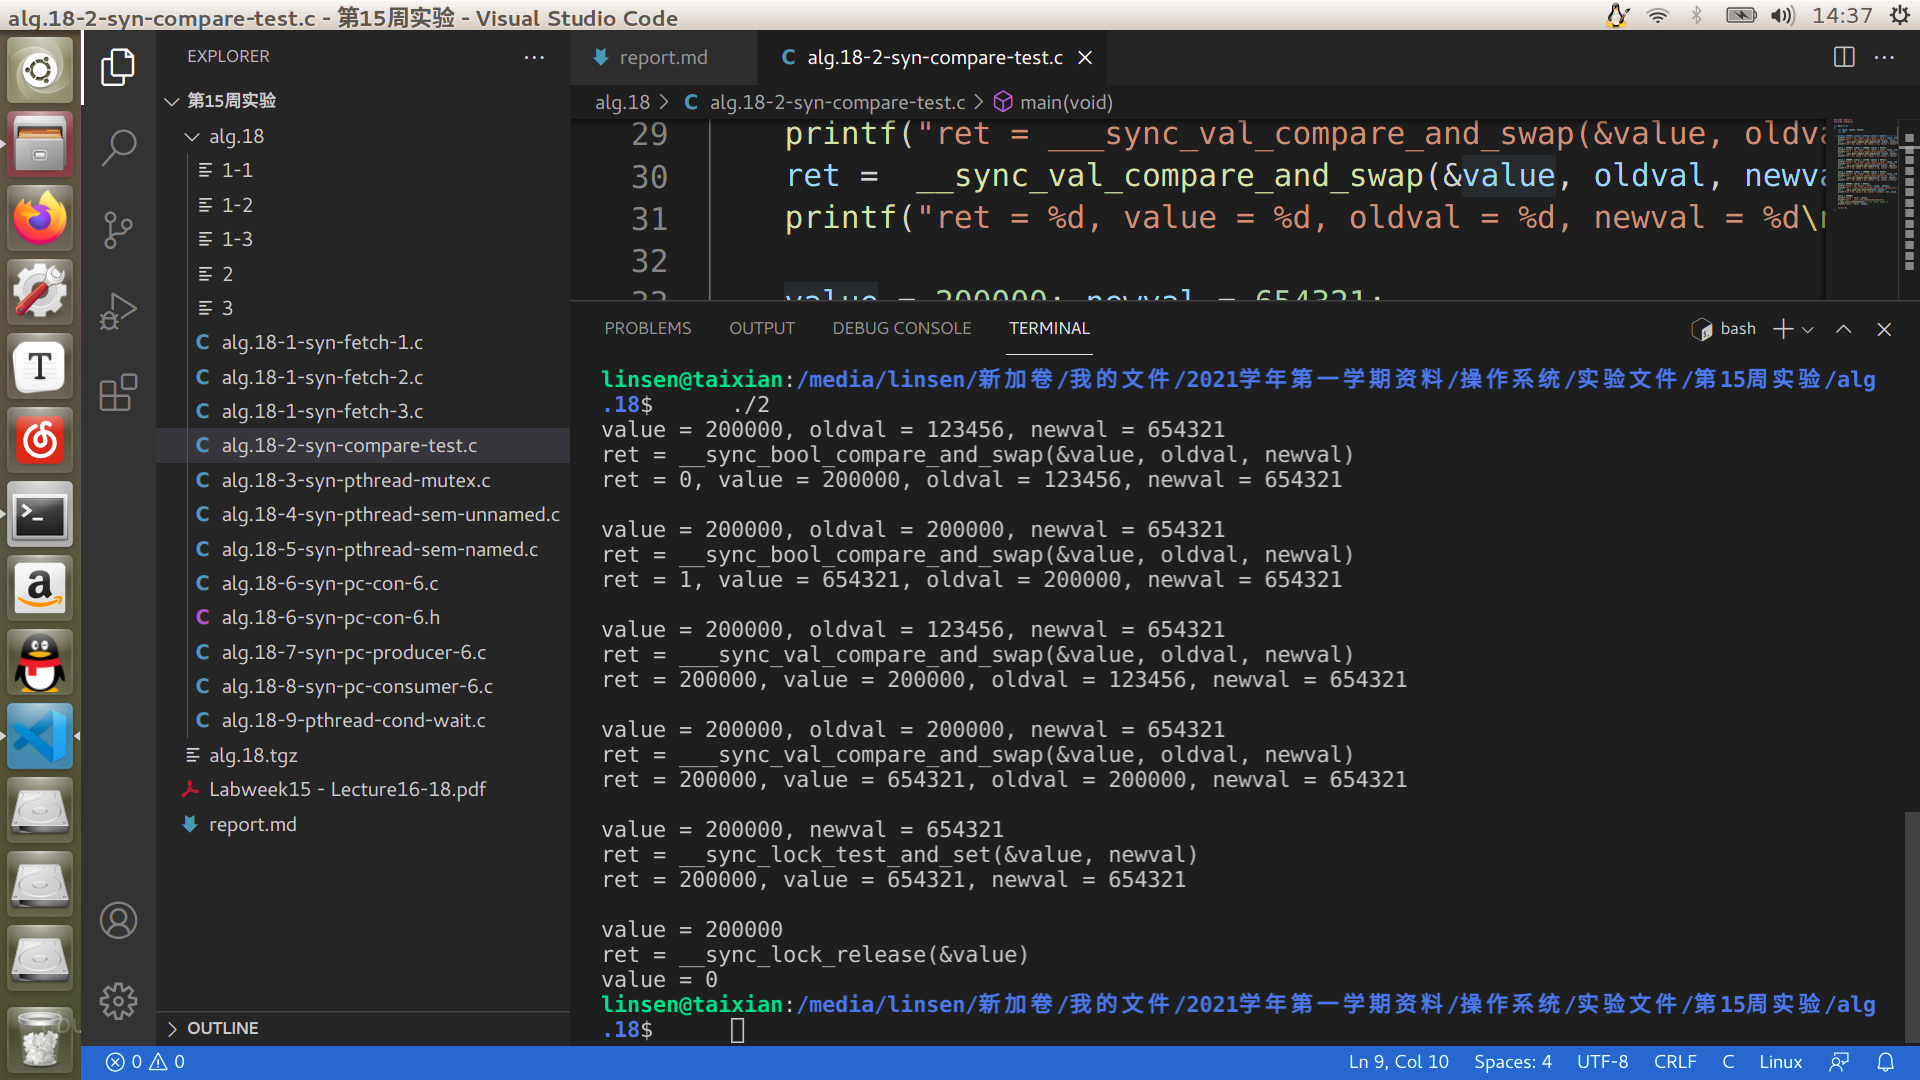 alg.18-2-syn-compare-test.c - 第15周实验 - Visual Studio Code
14:37
EXPLORER
第15周实验
alg.18
1-1
1-2
1-3
2
3
C alg.18-1-syn-fetch-1.c
C alg.18-1-syn-fetch-2.c
C alg.18-1-syn-fetch-3.c
C alg.18-2-syn-compare-test.c
C alg.18-3-syn-pthread-mutex.c
C alg.18-4-syn-pthread-sem-unnamed.c
C alg.18-5-syn-pthread-sem-named.c
C alg.18-6-syn-pc-con-6.c
C alg.18-6-syn-pc-con-6.h
C alg.18-7-syn-pc-producer-6.c
C alg.18-8-syn-pc-consumer-6.c
C alg.18-9-pthread-cond-wait.c
alg.18.tgz
Labweek15 - Lecture16-18.pdf
report.md
OUTLINE
report.md
C alg.18-2-syn-compare-test.c
alg.18 > C alg.18-2-syn-compare-test.c > main(void)
29 printf("ret = ___sync_val_compare_and_swap(&value, oldva
30 ret =  __sync_val_compare_and_swap(&value, oldval, newva
31 printf("ret = %d, value = %d, oldval = %d, newval = %d\n
32
33 value = 200000; newval = 654321;
PROBLEMS OUTPUT DEBUG CONSOLE TERMINAL
bash
linsen@taixian:/media/linsen/新加卷/我的文件/2021学年第一学期资料/操作系统/实验文件/第15周实验/alg
.18$ ./2
value = 200000, oldval = 123456, newval = 654321
ret = __sync_bool_compare_and_swap(&value, oldval, newval)
ret = 0, value = 200000, oldval = 123456, newval = 654321
value = 200000, oldval = 200000, newval = 654321
ret = __sync_bool_compare_and_swap(&value, oldval, newval)
ret = 1, value = 654321, oldval = 200000, newval = 654321
value = 200000, oldval = 123456, newval = 654321
ret = ___sync_val_compare_and_swap(&value, oldval, newval)
ret = 200000, value = 200000, oldval = 123456, newval = 654321
value = 200000, oldval = 200000, newval = 654321
ret = ___sync_val_compare_and_swap(&value, oldval, newval)
ret = 200000, value = 654321, oldval = 200000, newval = 654321
value = 200000, newval = 654321
ret = __sync_lock_test_and_set(&value, newval)
ret = 200000, value = 654321, newval = 654321
value = 200000
ret = __sync_lock_release(&value)
value = 0
linsen@taixian:/media/linsen/新加卷/我的文件/2021学年第一学期资料/操作系统/实验文件/第15周实验/alg
.18$
0 0
Ln 9, Col 10 Spaces: 4 UTF-8 CRLF C Linux